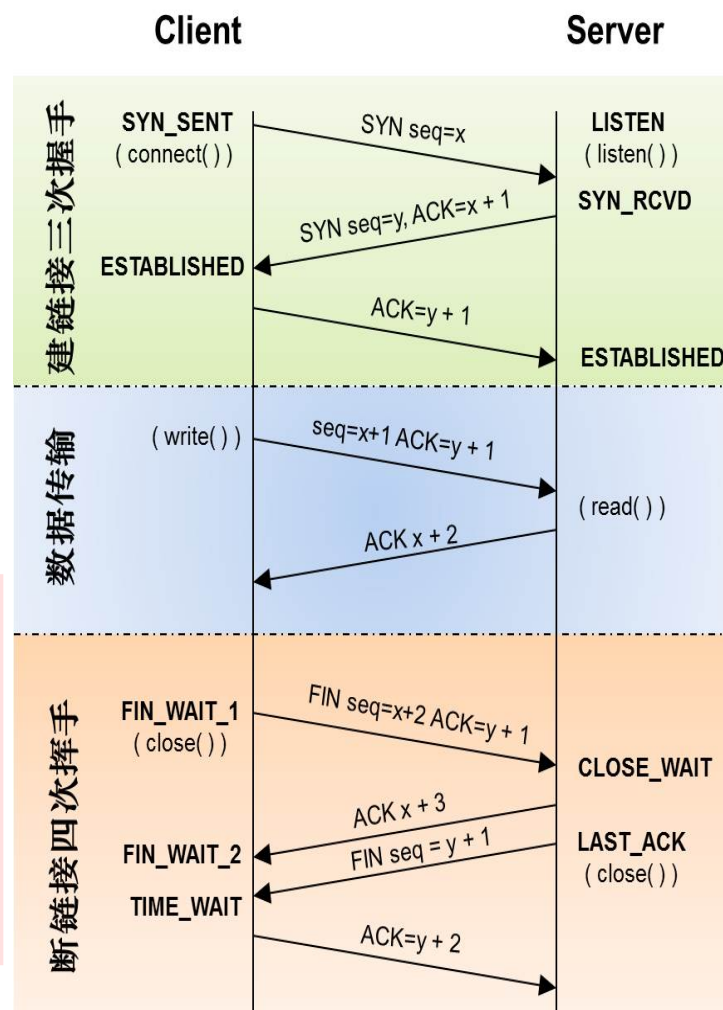 Client
Server
建链接三次握手
SYN_SENT
( connect( ) )
SYN seq=x
LISTEN
( listen( ) )
SYN_RCVD
SYN seq=y, ACK=x + 1
ESTABLISHED
ACK=y + 1
ESTABLISHED
数据传输
( write( ) )
seq=x+1 ACK=y + 1
( read( ) )
ACK x + 2
断链接四次挥手
FIN_WAIT_1
( close( ) )
FIN seq=x+2 ACK=y + 1
CLOSE_WAIT
ACK x + 3
FIN_WAIT_2
FIN seq = y + 1
LAST_ACK
( close( ) )
TIME_WAIT
ACK=y + 2